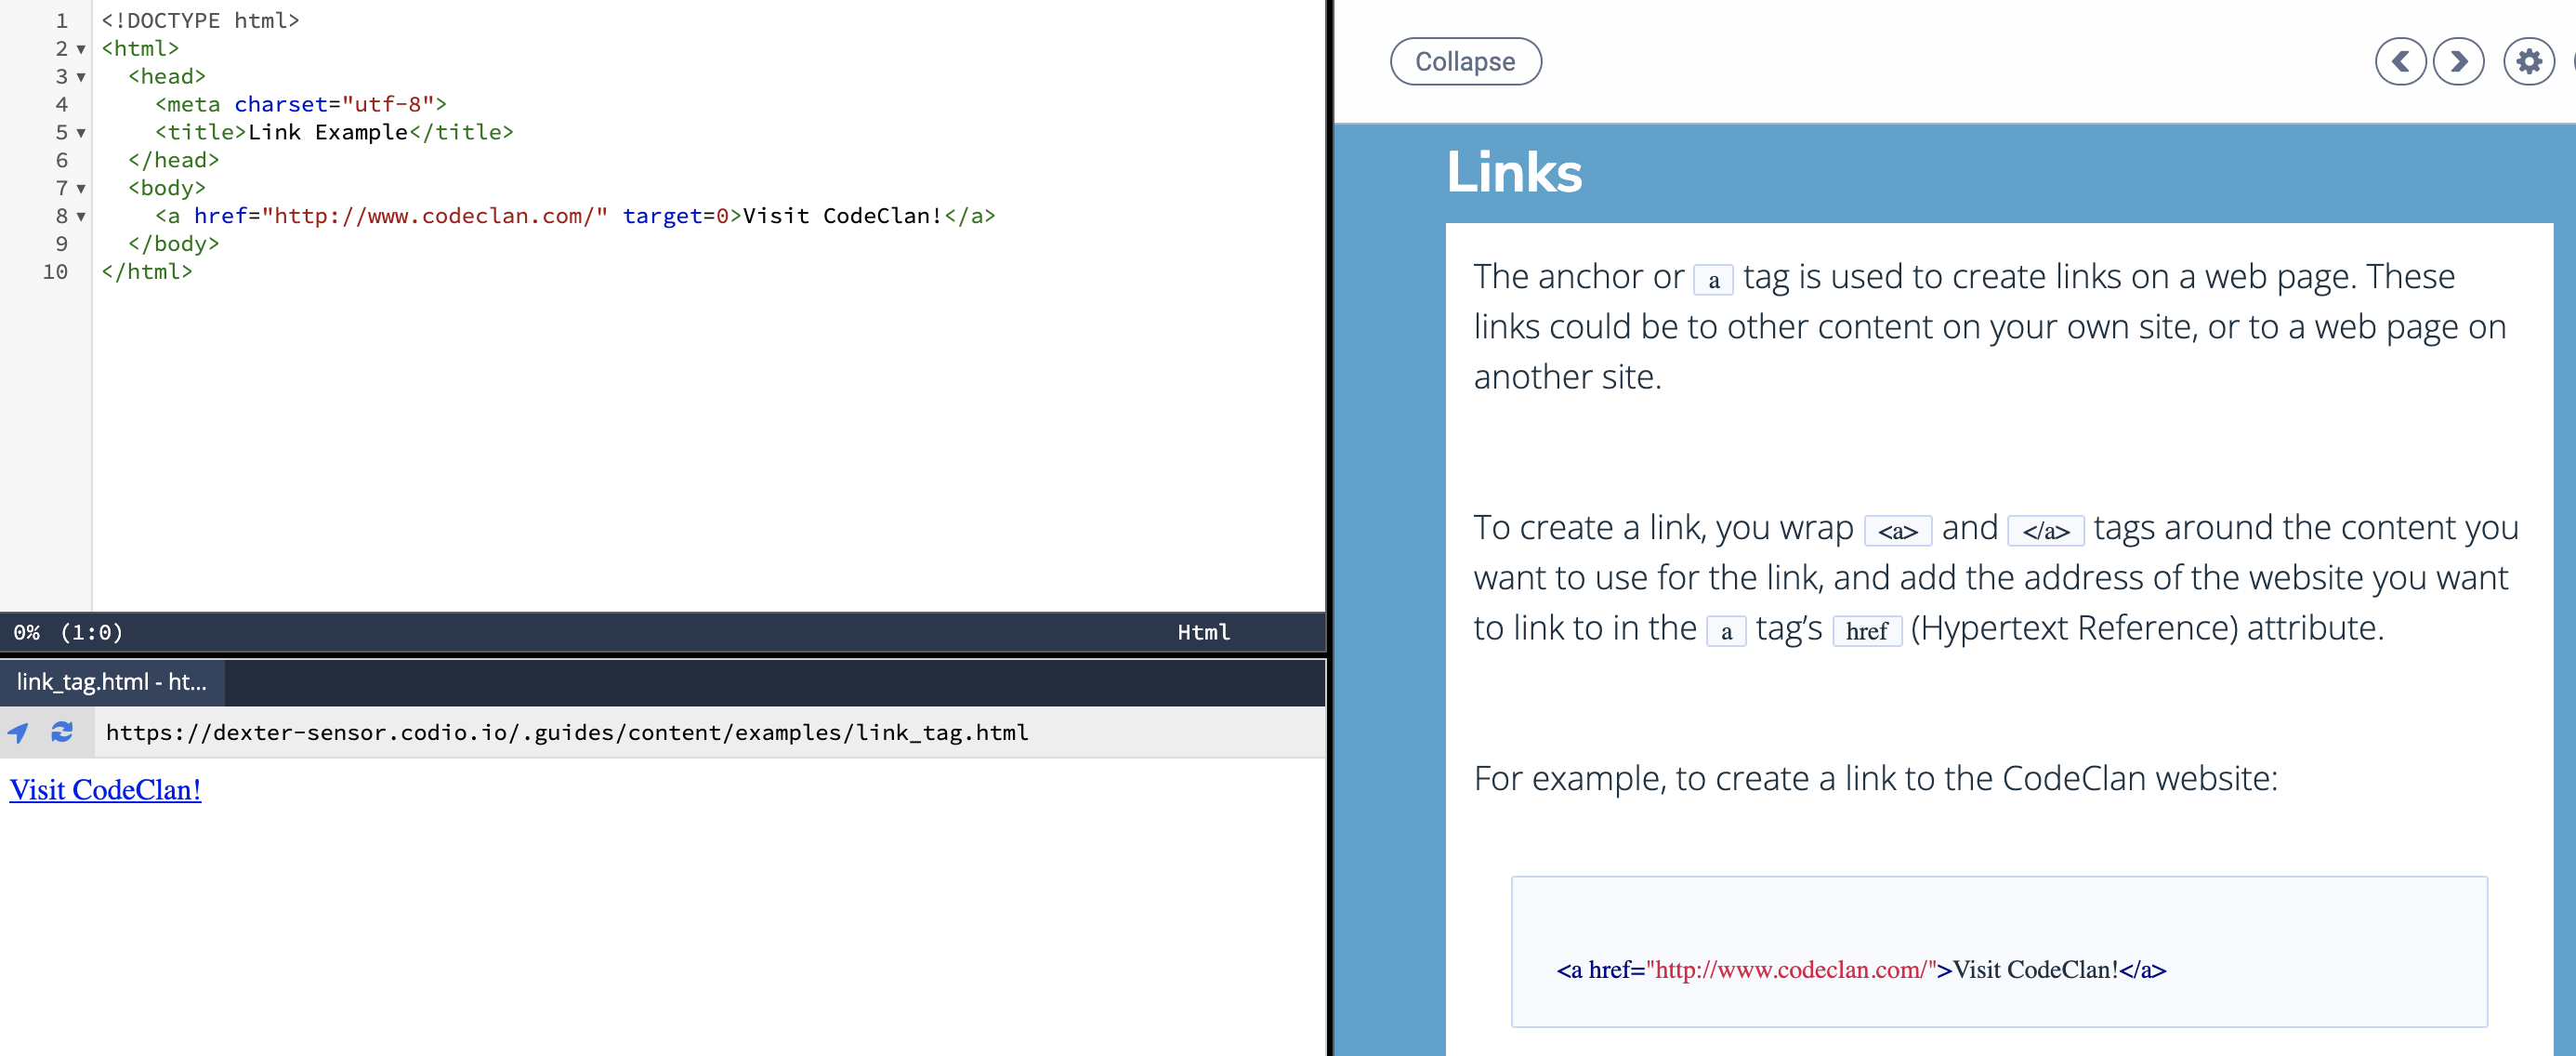 1 <!DOCTYPE html>
2 <html>
3 <head>
4 <meta charset="utf-8">
5 <title>Link Example</title>
6 </head>
7 <body>
8 <a href="http://www.codeclan.com/" target=0>Visit CodeClan!</a>
9 </body>
10 </html>
0% (1:0) Html
link_tag.html - ht...
https://dexter-sensor.codio.io/.guides/content/examples/link_tag.html
Visit CodeClan!
Collapse
Links
The anchor or a tag is used to create links on a web page. These
links could be to other content on your own site, or to a web page on
another site.
To create a link, you wrap <a> and </a> tags around the content you
want to use for the link, and add the address of the website you want
to link to in the a tag's href (Hypertext Reference) attribute.
For example, to create a link to the CodeClan website:
<a href="http://www.codeclan.com/">Visit CodeClan!</a>